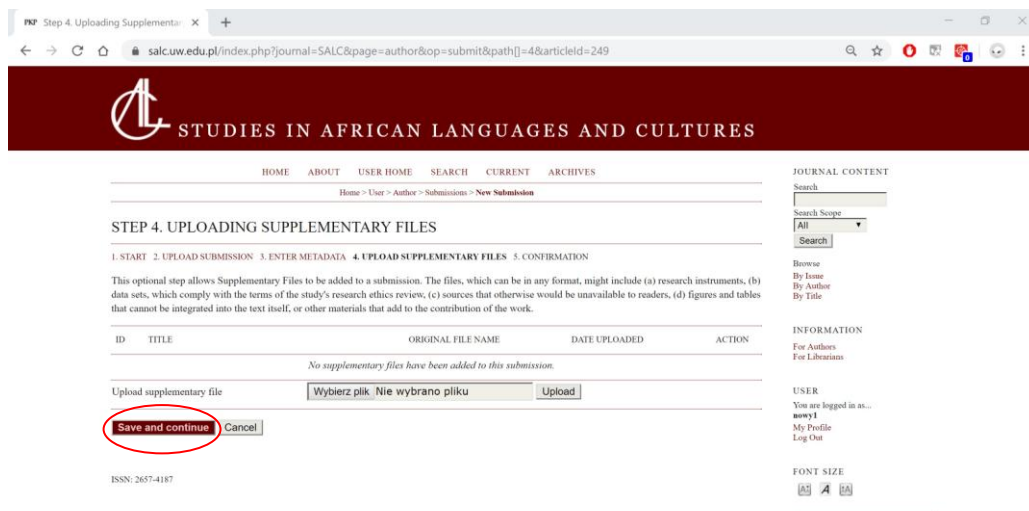 PKP Step 4. Uploading Supplementar
salc.uw.edu.pl/index.php?journal=SALC&page=author&op=submit&path[]=4&articleId=249
0
STUDIES IN AFRICAN LANGUAGES AND CULTURES
HOME ABOUT USER HOME SEARCH CURRENT ARCHIVES
Home > User > Author > Submissions > New Submission
STEP 4. UPLOADING SUPPLEMENTARY FILES
1. START 2. UPLOAD SUBMISSION 3. ENTER METADATA 4. UPLOAD SUPPLEMENTARY FILES 5. CONFIRMATION
This optional step allows Supplementary Files to be added to a submission. The files, which can be in any format, might include (a) research instruments, (b)
data sets, which comply with the terms of the study's research ethics review, (c) sources that otherwise would be unavailable to readers, (d) figures and tables
that cannot be integrated into the text itself, or other materials that add to the contribution of the work.
ID TITLE ORIGINAL FILE NAME DATE UPLOADED ACTION
No supplementary files have been added to this submission.
Upload supplementary file Wybierz plik Nie wybrano pliku Upload
Save and continue Cancel
ISSN: 2657-4187
JOURNAL CONTENT
Search
Search Scope
All
Search
Browse
By Issue
By Author
By Title
INFORMATION
For Authors
For Librarians
USER
You are logged in as...
nowy1
My Profile
Log Out
FONT SIZE
A A A